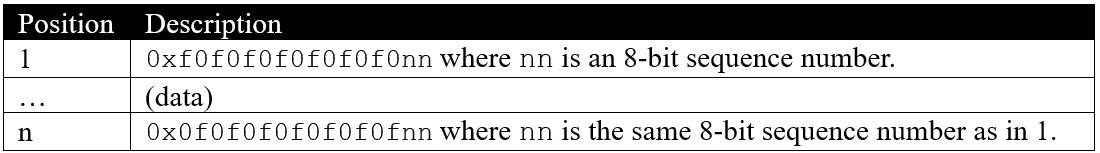 Position Description
1 0xf0f0f0f0f0f0f0nn where nn is an 8-bit sequence number.
… (data)
n 0x0f0f0f0f0f0f0fnn where nn is the same 8-bit sequence number as in 1.